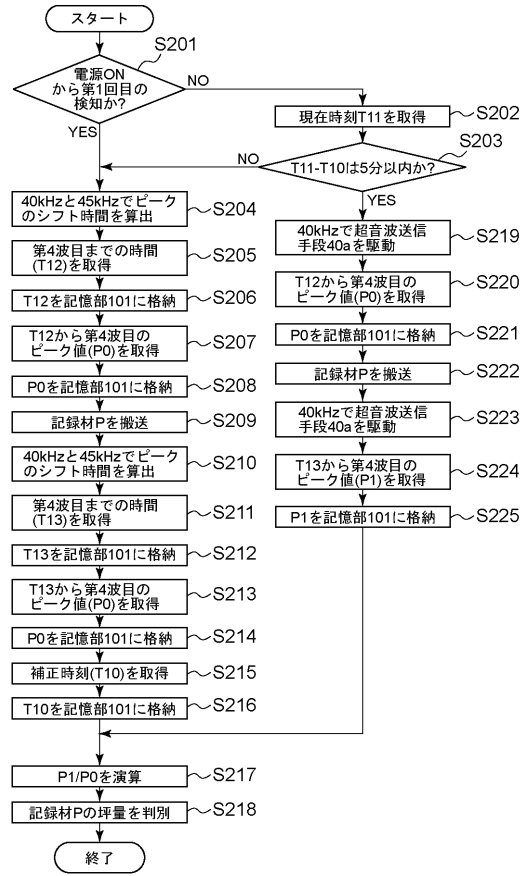 スタート
S201
電源ON
から第1回目の
検知か?
NO
YES
現在時刻T11を取得
S202
S203
T11-T10は5分以内か?
NO
YES
40kHzと45kHzでピーク
のシフト時間を算出
S204
第4波目までの時間
(T12)を取得
S205
T12を記憶部101に格納
S206
T12から第4波目の
ピーク値(P0)を取得
S207
P0を記憶部101に格納
S208
記録材Pを搬送
S209
40kHzと45kHzでピーク
のシフト時間を算出
S210
第4波目までの時間
(T13)を取得
S211
T13を記憶部101に格納
S212
T13から第4波目の
ピーク値(P0)を取得
S213
P0を記憶部101に格納
S214
補正時刻(T10)を取得
S215
T10を記憶部101に格納
S216
40kHzで超音波送信
手段40aを駆動
S219
T12から第4波目の
ピーク値(P0)を取得
S220
P0を記憶部101に格納
S221
記録材Pを搬送
S222
40kHzで超音波送信
手段40aを駆動
S223
T13から第4波目の
ピーク値(P1)を取得
S224
P1を記憶部101に格納
S225
P1/P0を演算
S217
記録材Pの坪量を判別
S218
終了